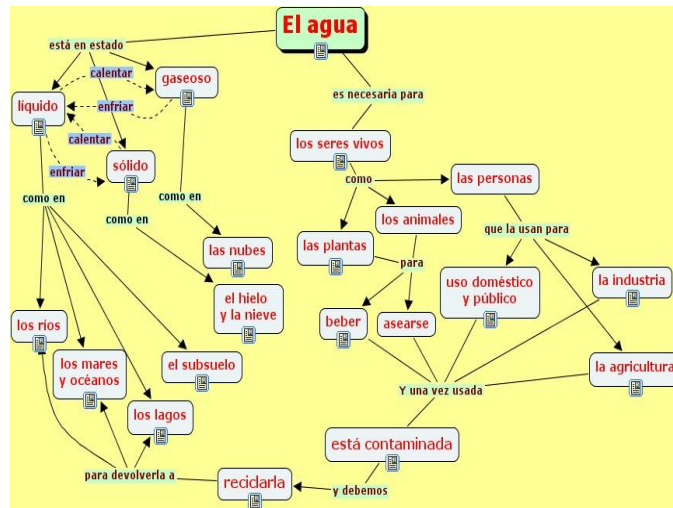 El agua
está en estado
calentar
gaseoso
líquido
enfriar
es necesaria para
calentar
los seres vivos
enfriar
sólido
como
las personas
como en
como en
como en
los animales
que la usan para
las plantas
las nubes
para
uso doméstico
y público
la industria
el hielo
y la nieve
los ríos
beber
asearse
los mares
y océanos
el subsuelo
la agricultura
Y una vez usada
los lagos
está contaminada
para devolverla a
reciclarla
y debemos